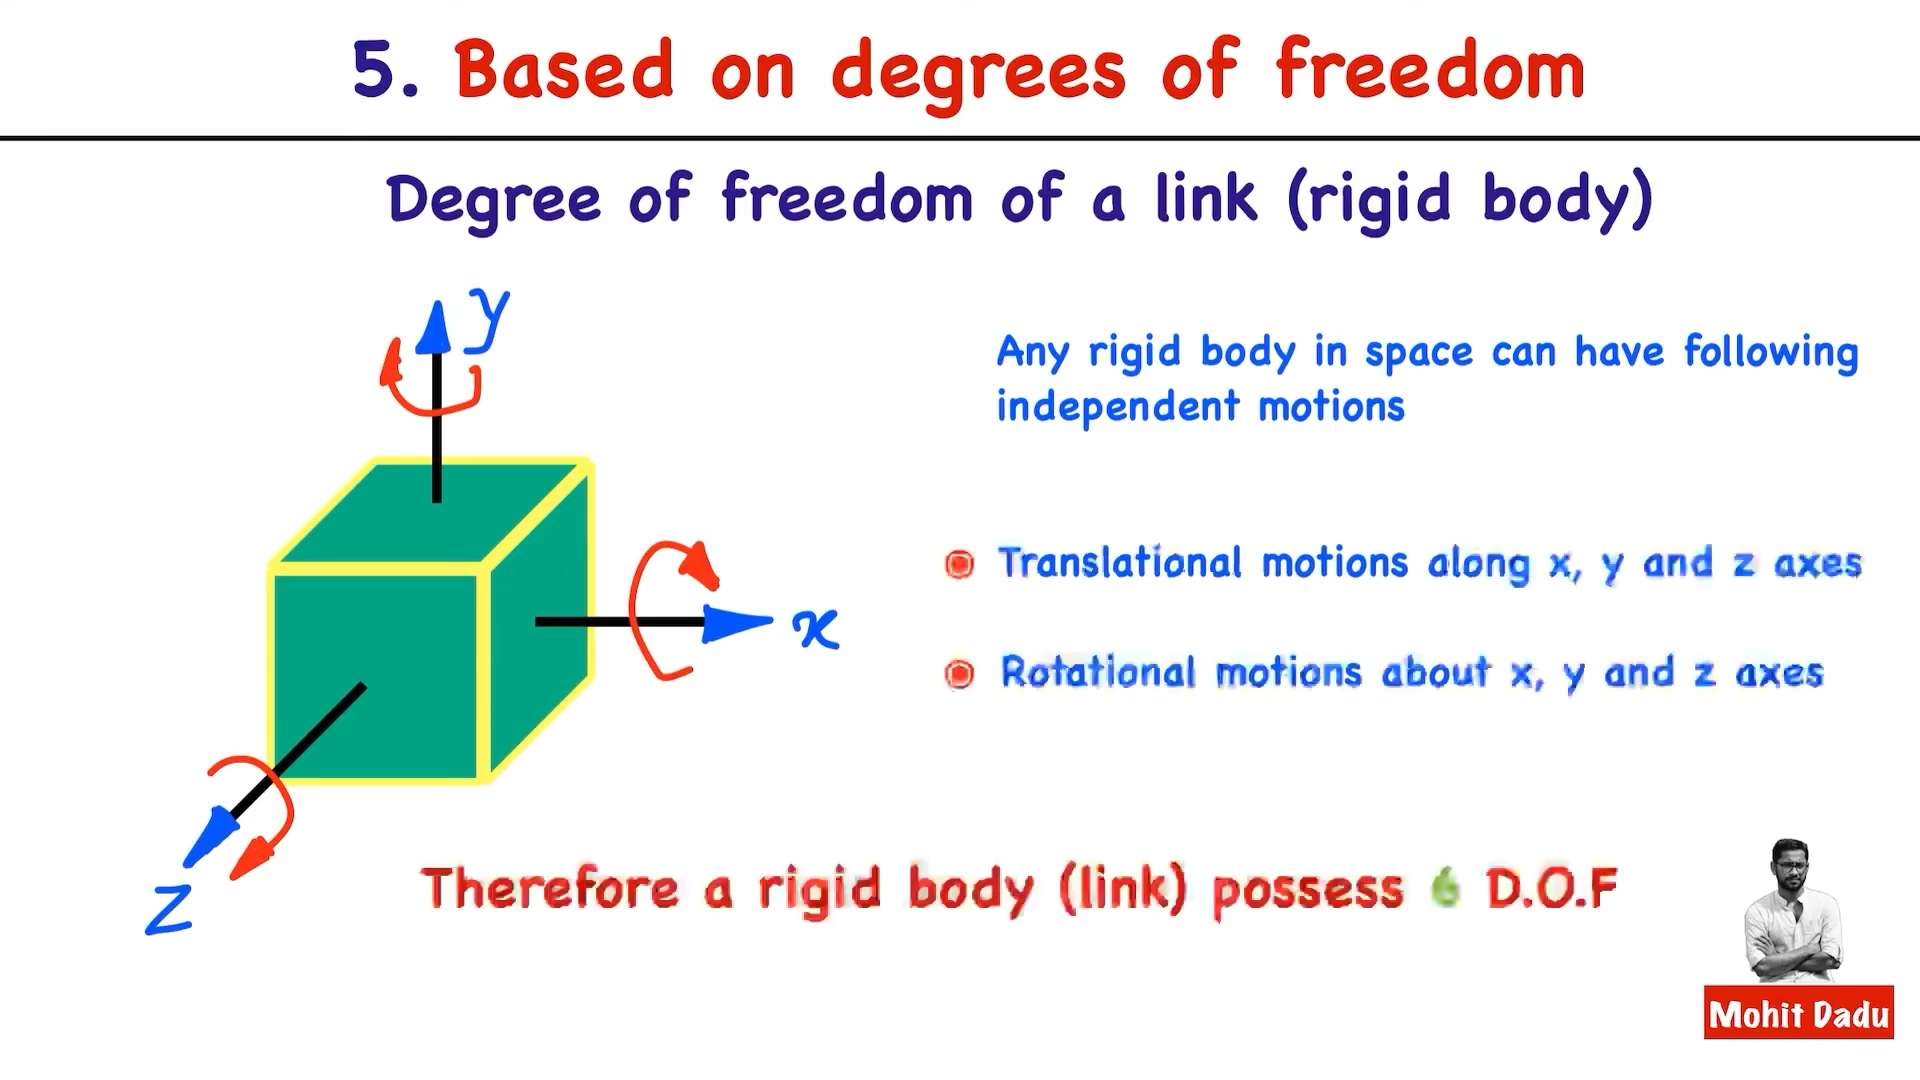 5. Based on degrees of freedom
Degree of freedom of a link (rigid body)
y
Any rigid body in space can have following
independent motions
Translational motions along x, y and z axes
x
Rotational motions about x, y and z axes
Therefore a rigid body (link) possess 6 D.O.F
z
Mohit Dadu